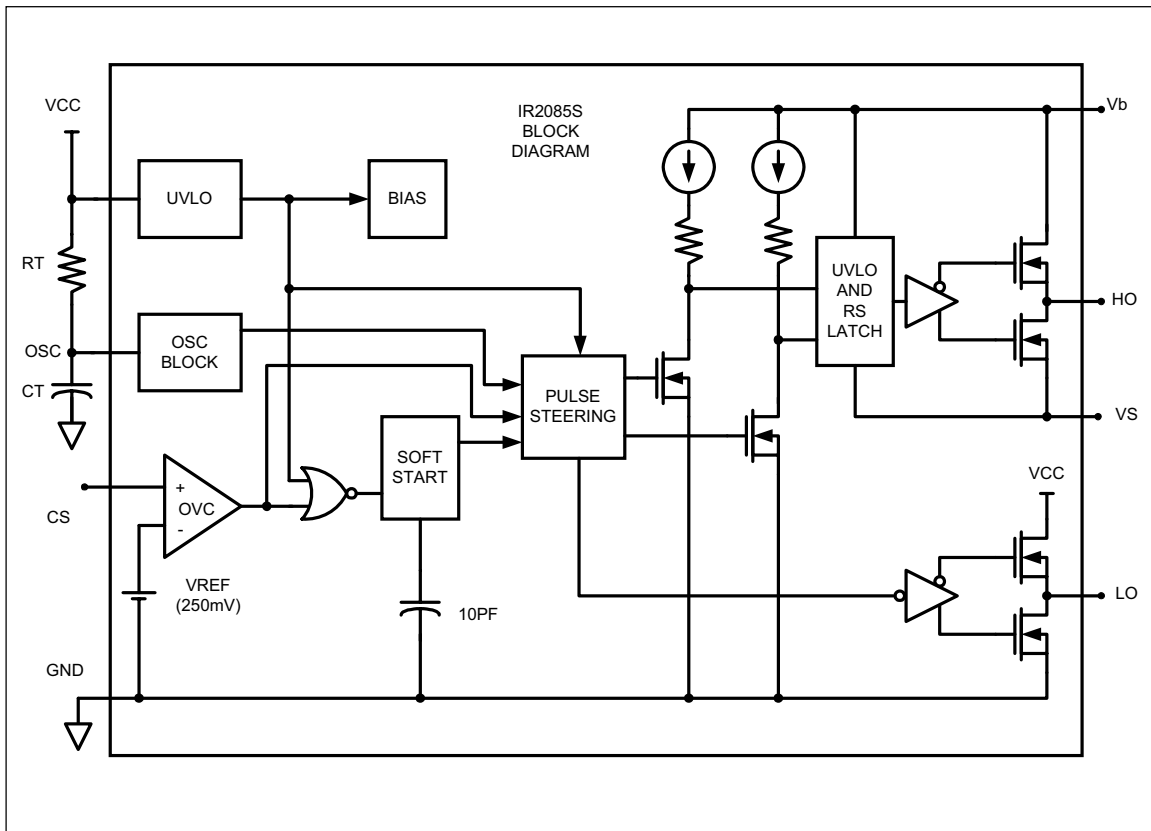 IR2085S
BLOCK
DIAGRAM
VCC
Vb
UVLO
BIAS
RT
UVLO
AND
RS
LATCH
HO
OSC
OSC
BLOCK
CT
PULSE
STEERING
VS
SOFT
START
VCC
CS
+
OVC
-
VREF
(250mV)
10PF
LO
GND